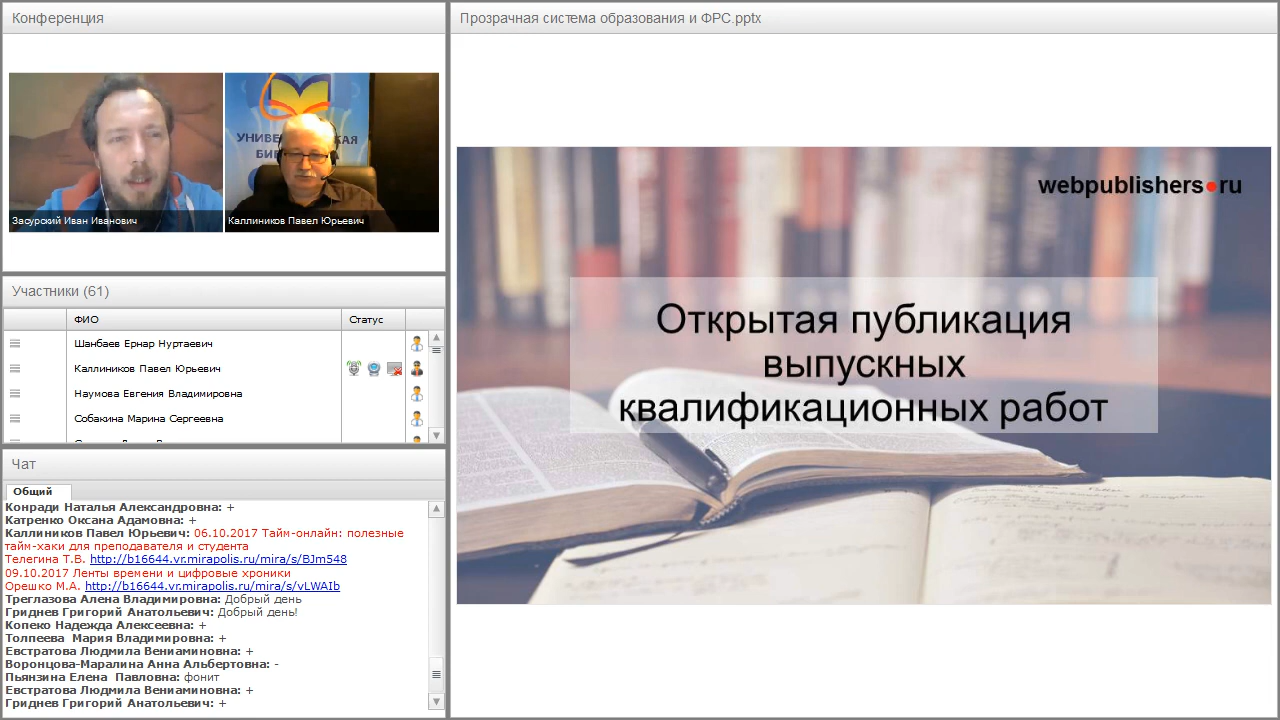 Конференция
УНИВЕ
КАЯ
Засурский Иван Иванович
Каллиников Павел Юрьевич
Участники (61)
ФИО
Статус
Шанбаев Ернар Нуртаевич
Каллиников Павел Юрьевич
Наумова Евгения Владимировна
Собакина Марина Сергеевна
Чат
Общий
Конради Наталья Александровна: +
Катренко Оксана Адамовна: +
Каллиников Павел Юрьевич: 06.10.2017 Тайм-онлайн: полезные
тайм-хаки для преподавателя и студента
Телегина Т.В. http://b16644.vr.mirapolis.ru/mira/s/BJm548
09.10.2017 Ленты времени и цифровые хроники
Орешко М.А. http://b16644.vr.mirapolis.ru/mira/s/vLWAIb
Треглазова Алена Владимировна: Добрый день
Гриднев Григорий Анатольевич: Добрый день!
Копеко Надежда Алексеевна: +
Толпеева Мария Владимировна: +
Евстратова Людмила Вениаминовна: +
Воронцова-Маралина Анна Альбертовна: -
Пьянзина Елена Павловна: фонит
Евстратова Людмила Вениаминовна: +
Гриднев Григорий Анатольевич: +
Прозрачная система образования и ФРС.pptx
webpublishers.ru
Открытая публикация
выпускных
квалификационных работ